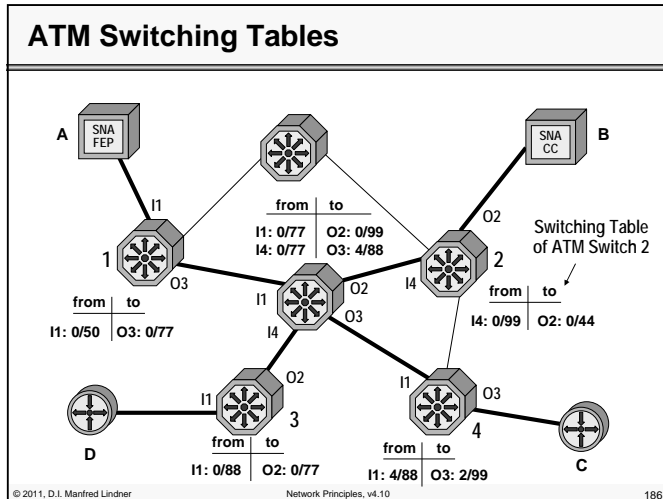 ATM Switching Tables
A
SNA
FEP
SNA
CC
B
I1
from to
I1: 0/77 O2: 0/99
I4: 0/77 O3: 4/88
O2
Switching Table
of ATM Switch 2
1
O3
I1
O2
I4
2
from to
I1: 0/50 O3: 0/77
I4
O3
from to
I4: 0/99 O2: 0/44
I1
O2
I1
O3
D
3
4
C
from to
I1: 0/88 O2: 0/77
from to
I1: 4/88 O3: 2/99
© 2011, D.I. Manfred Lindner
Network Principles, v4.10
186